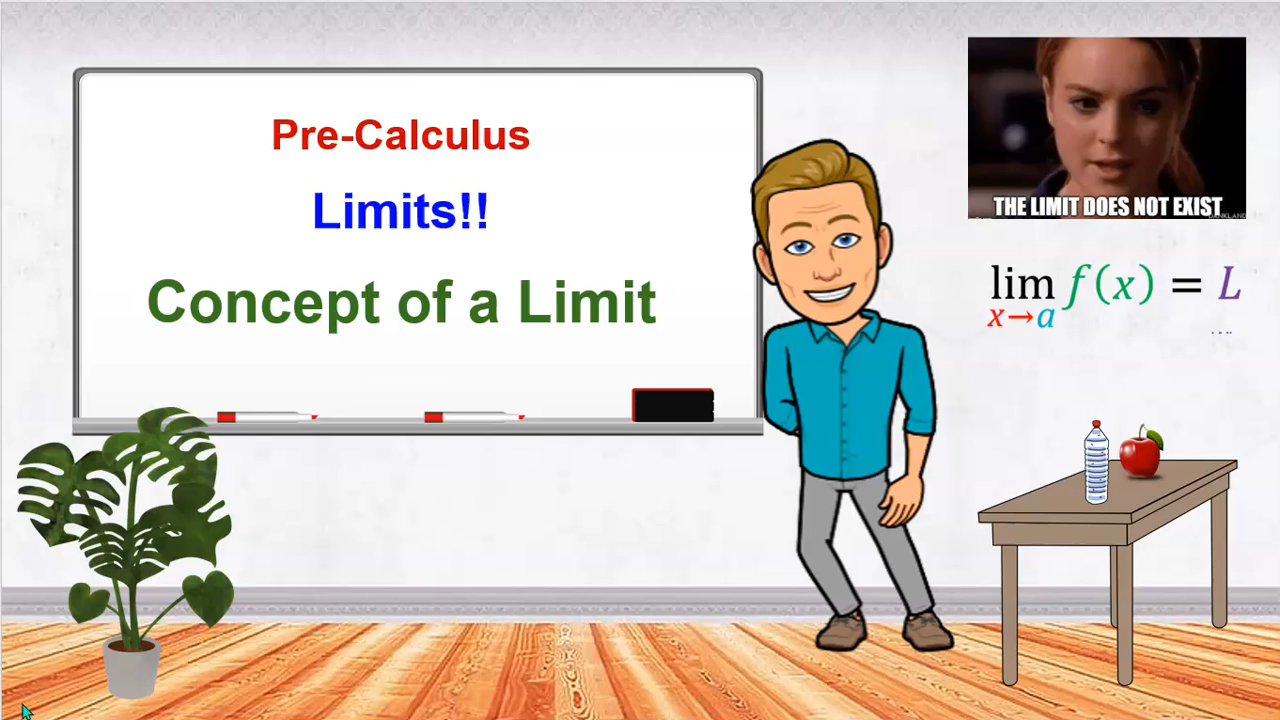 Pre-Calculus
Limits!!
Concept of a Limit
THE LIMIT DOES NOT EXIST
lim f(x) = L
x→a